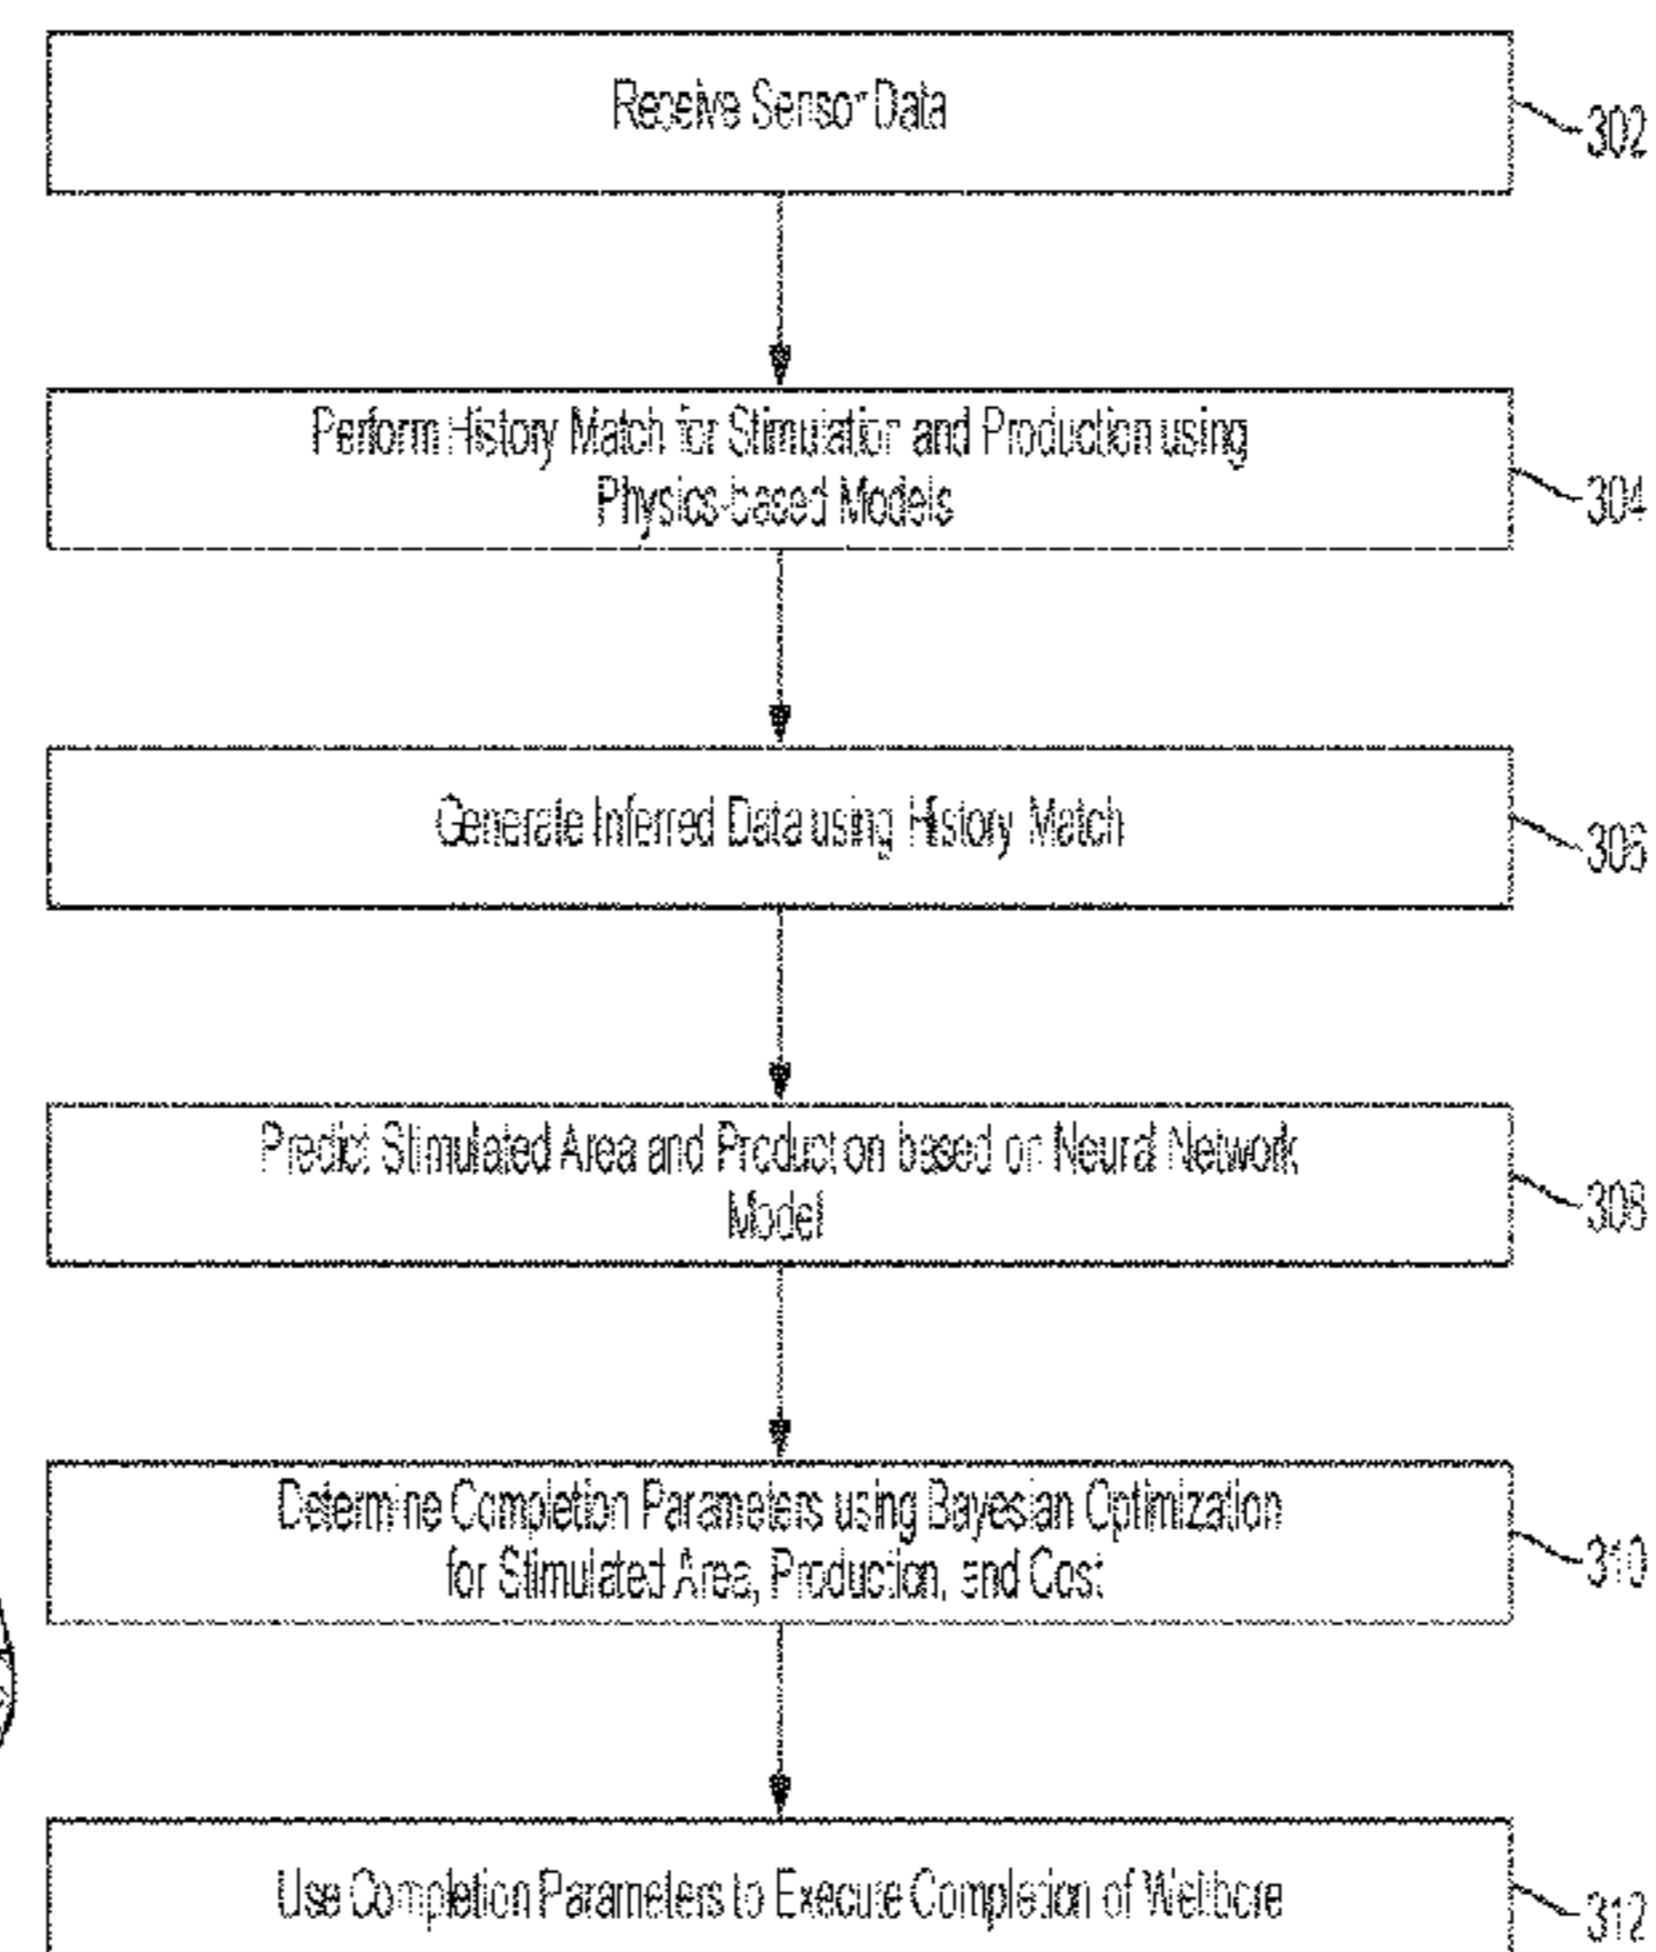 Receive Sensor Data
302
Perform History Match for Stimulation and Production using
Physics-based Models
304
Generate Inferred Data using History Match
306
Predict Stimulated Area and Production based on Neural Network
Model
308
Determine Completion Parameters using Bayesian Optimization
for Stimulated Area, Production, and Cost
310
Use Completion Parameters to Execute Completion of Wellbore
312